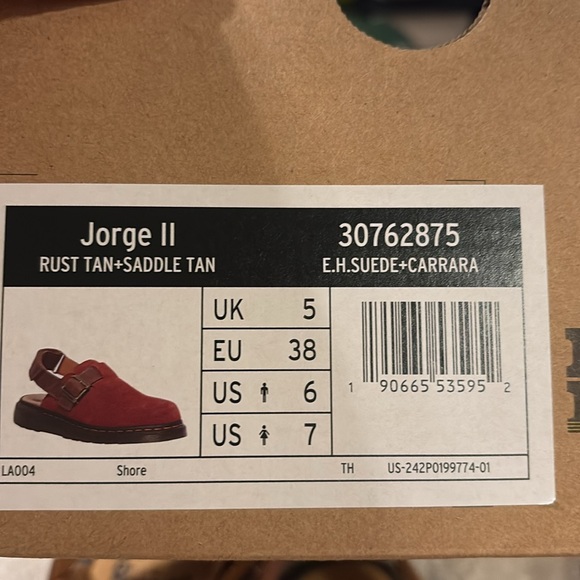 Jorge II 30762875
RUST TAN+SADDLE TAN E.H.SUEDE+CARRARA
UK 5
EU 38
US 6
US 7
1 90665 53595 2
LA004 Shore TH US-242P0199774-01